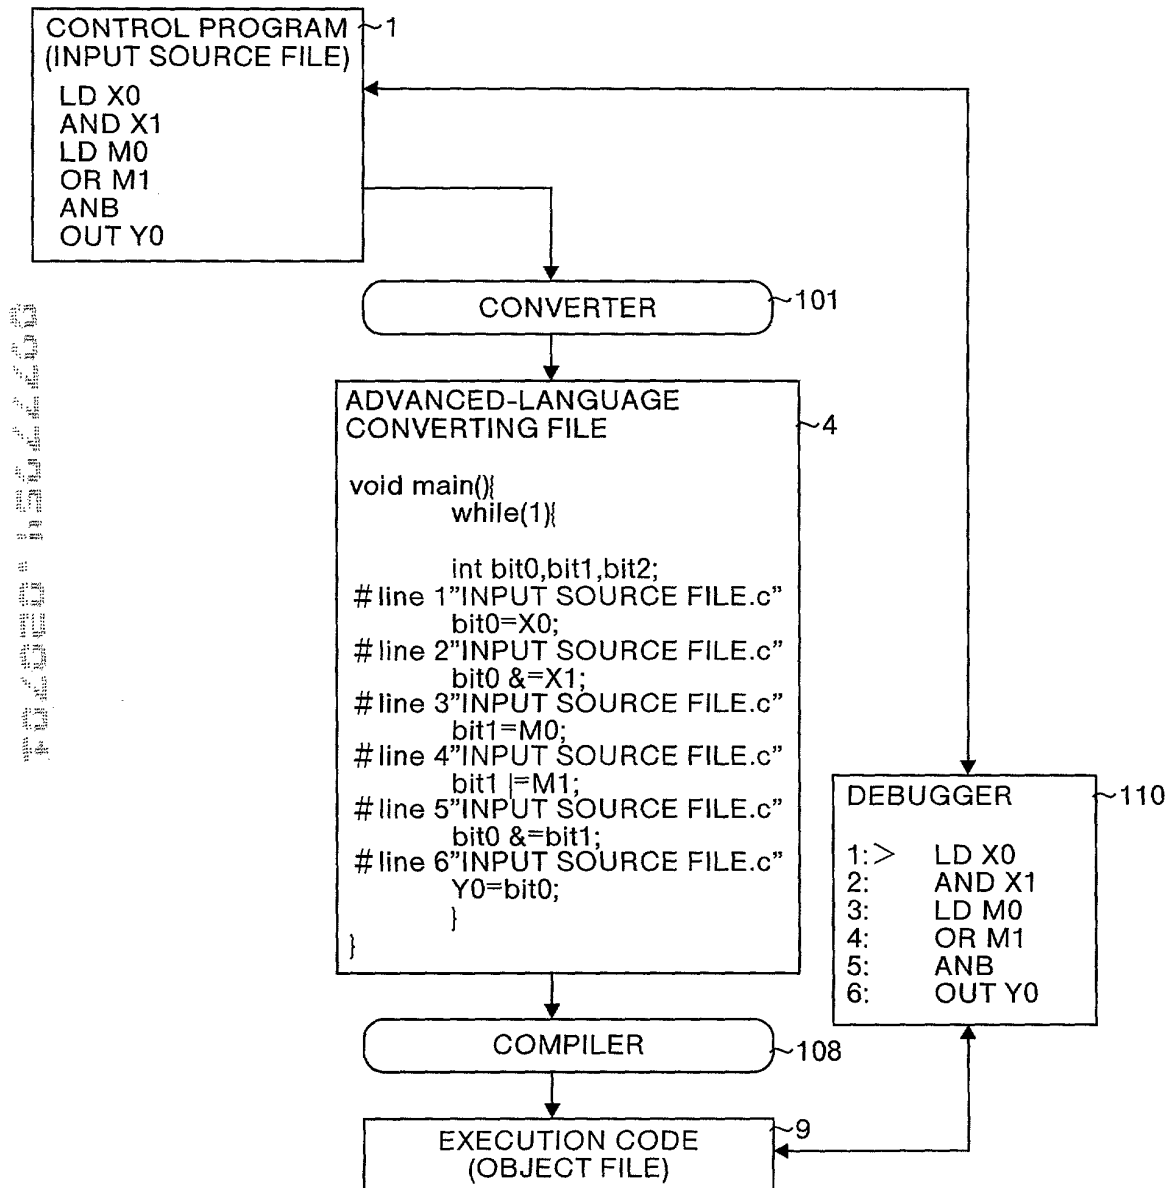 CONTROL PROGRAM
(INPUT SOURCE FILE)
~1
LD X0
AND X1
LD M0
OR M1
ANB
OUT Y0
CONVERTER
~101
ADVANCED-LANGUAGE
CONVERTING FILE
~4
void main(){
while(1){
int bit0,bit1,bit2;
#line 1"INPUT SOURCE FILE.c"
bit0=X0;
#line 2"INPUT SOURCE FILE.c"
bit0 &=X1;
#line 3"INPUT SOURCE FILE.c"
bit1=M0;
#line 4"INPUT SOURCE FILE.c"
bit1 |=M1;
#line 5"INPUT SOURCE FILE.c"
bit0 &=bit1;
#line 6"INPUT SOURCE FILE.c"
Y0=bit0;
}
}
DEBUGGER
~110
1:> LD X0
2: AND X1
3: LD M0
4: OR M1
5: ANB
6: OUT Y0
COMPILER
~108
EXECUTION CODE
(OBJECT FILE)
~9